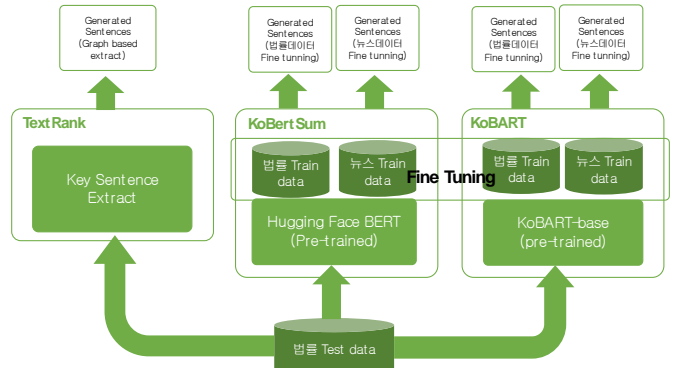 Generated
Sentences
(Graph based
extract)
Generated
Sentences
(법률데이터
Fine tunning)
Generated
Sentences
(뉴스데이터
Fine tunning)
Generated
Sentences
(법률데이터
Fine tunning)
Generated
Sentences
(뉴스데이터
Fine tunning)
TextRank
KoBertSum
KoBART
Key Sentence
Extract
법률 Train
data
뉴스 Train
data
Fine Tuning
법률 Train
data
뉴스 Train
data
Hugging Face BERT
(Pre-trained)
KoBART-base
(pre-trained)
법률 Test data